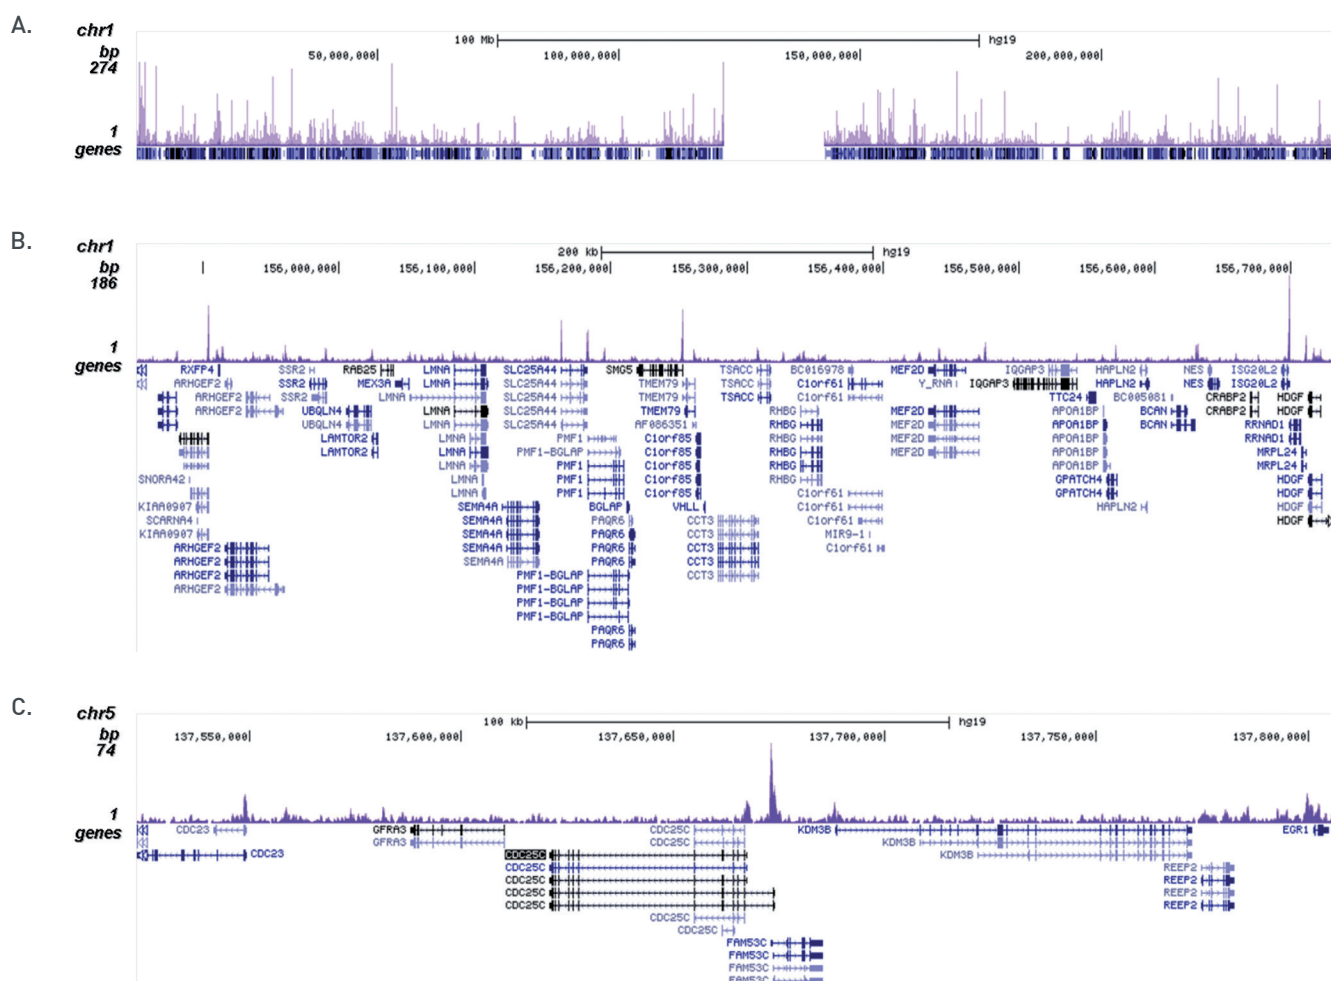 A.
chr1
100 Mb hg19
bp
50,000,000 100,000,000 150,000,000 200,000,000
274
1
genes
B.
chr1
200 kb hg19
bp
156,000,000 156,100,000 156,200,000 156,300,000 156,400,000 156,500,000 156,600,000 156,700,000
186
1
genes
RXFP4 SSR2 RAB25 LMNA SLC25A44 SMG5 TSACC BC016978 MEF2D IQGAP3 HAPLN2 NES ISG20L2 HDGF
ARHGEF2 SSR2 MEX3A LMNA SLC25A44 TMEM79 TSACC C1orf61 Y_RNA IQGAP3 HAPLN2 NES ISG20L2
ARHGEF2 SSR2 LMNA SLC25A44 TMEM79 TSACC C1orf61 TTC24 BC005081 CRABP2 HDGF
ARHGEF2 UBQLN4 LMNA SLC25A44 TMEM79 RHBG MEF2D APOA1BP BCAN CRABP2 HDGF
UBQLN4 LMNA SLC25A44 AF086351 RHBG MEF2D APOA1BP BCAN RRNAD1
LAMTOR2 LMNA PMF1 C1orf85 RHBG MEF2D APOA1BP RRNAD1
LAMTOR2 LMNA PMF1-BGLAP C1orf85 RHBG MEF2D APOA1BP MRPL24
LMNA PMF1 C1orf85 RHBG APOA1BP MRPL24
SNORA42 LMNA PMF1 C1orf85 RHBG GPATCH4 HDGF
LMNA PMF1 C1orf85 C1orf61 GPATCH4 HDGF
KIAA0907 SEMA4A BGLAP VHLL C1orf61 HAPLN2 HDGF
SCARNA4 SEMA4A PAQR6 CCT3 C1orf61 HDGF
KIAA0907 SEMA4A PAQR6 CCT3 MIR9-1
ARHGEF2 SEMA4A PAQR6 CCT3 C1orf61
ARHGEF2 SEMA4A PAQR6 CCT3
ARHGEF2 PMF1-BGLAP CCT3
ARHGEF2 PMF1-BGLAP
PMF1-BGLAP
PMF1-BGLAP
PAQR6
PAQR6
C.
chr5
100 kb hg19
bp
137,550,000 137,600,000 137,650,000 137,700,000 137,750,000 137,800,000
74
1
genes
CDC23 GFRA3 CDC25C KDM3B EGR1
GFRA3 CDC25C KDM3B
CDC23 CDC25C KDM3B
CDC25C REEP2
CDC25C REEP2
CDC25C REEP2
CDC25C REEP2
CDC25C
CDC25C
FAM53C
FAM53C
FAM53C
FAM53C